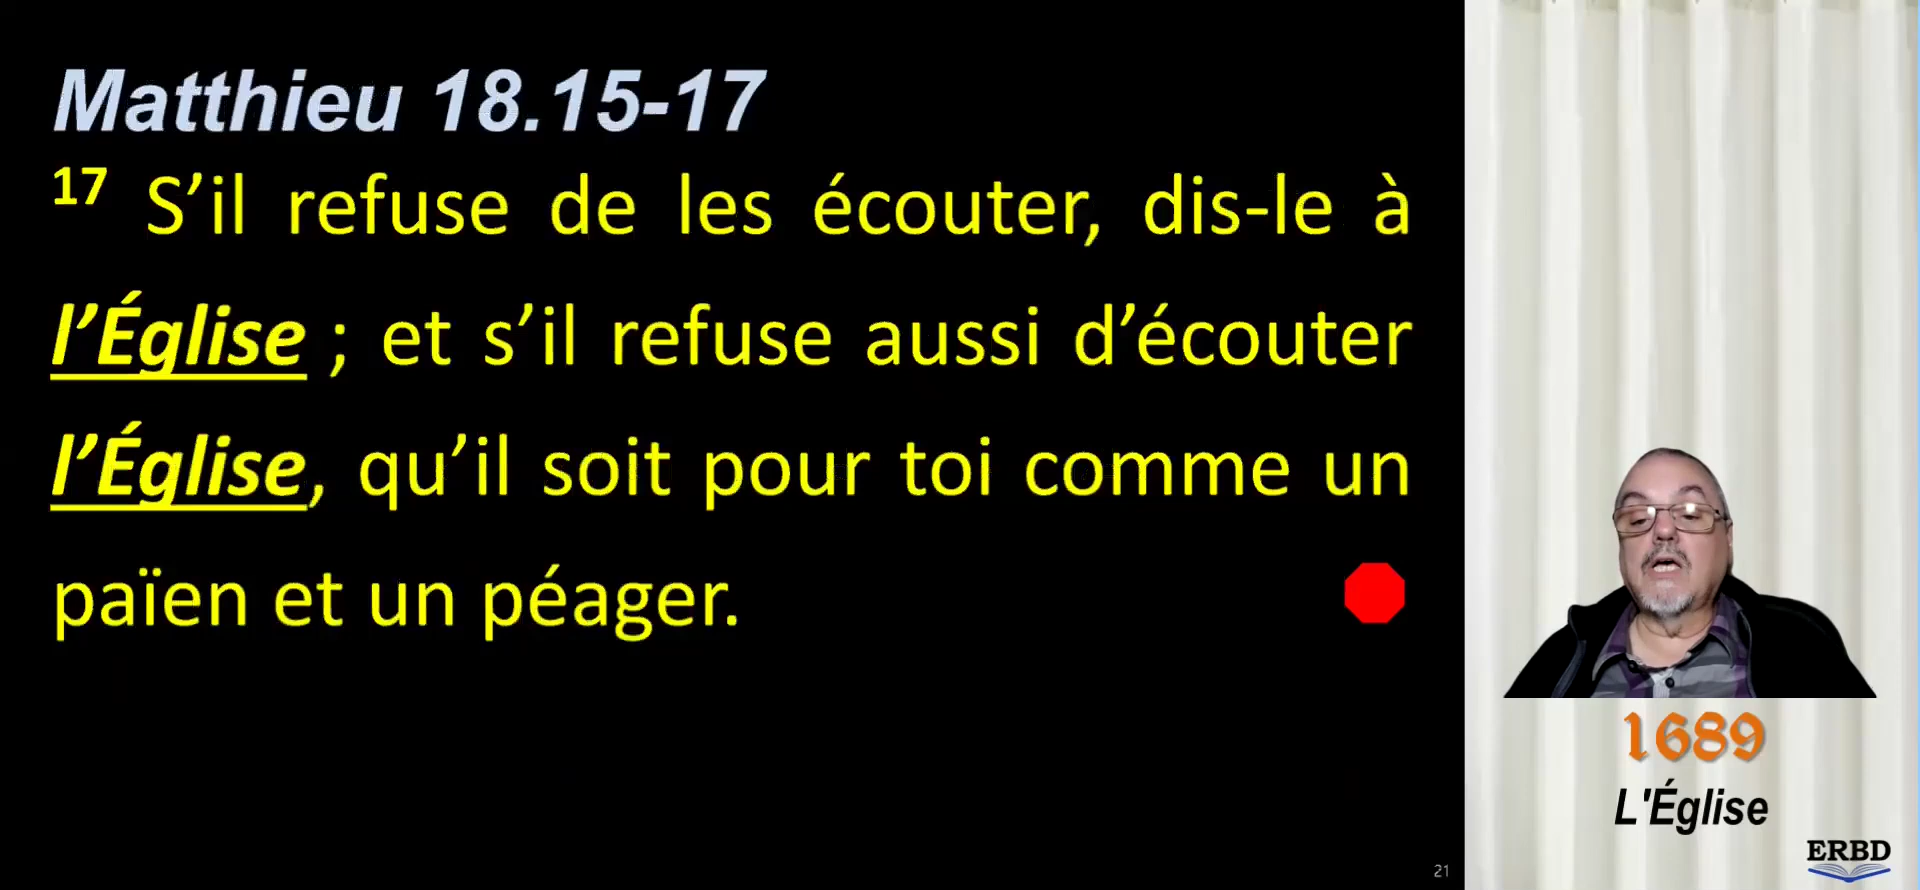 Matthieu 18.15-17
17 S’il refuse de les écouter, dis-le à
l’Église ; et s’il refuse aussi d’écouter
l’Église, qu’il soit pour toi comme un
païen et un péager.
21
1689
L'Église
ERBD